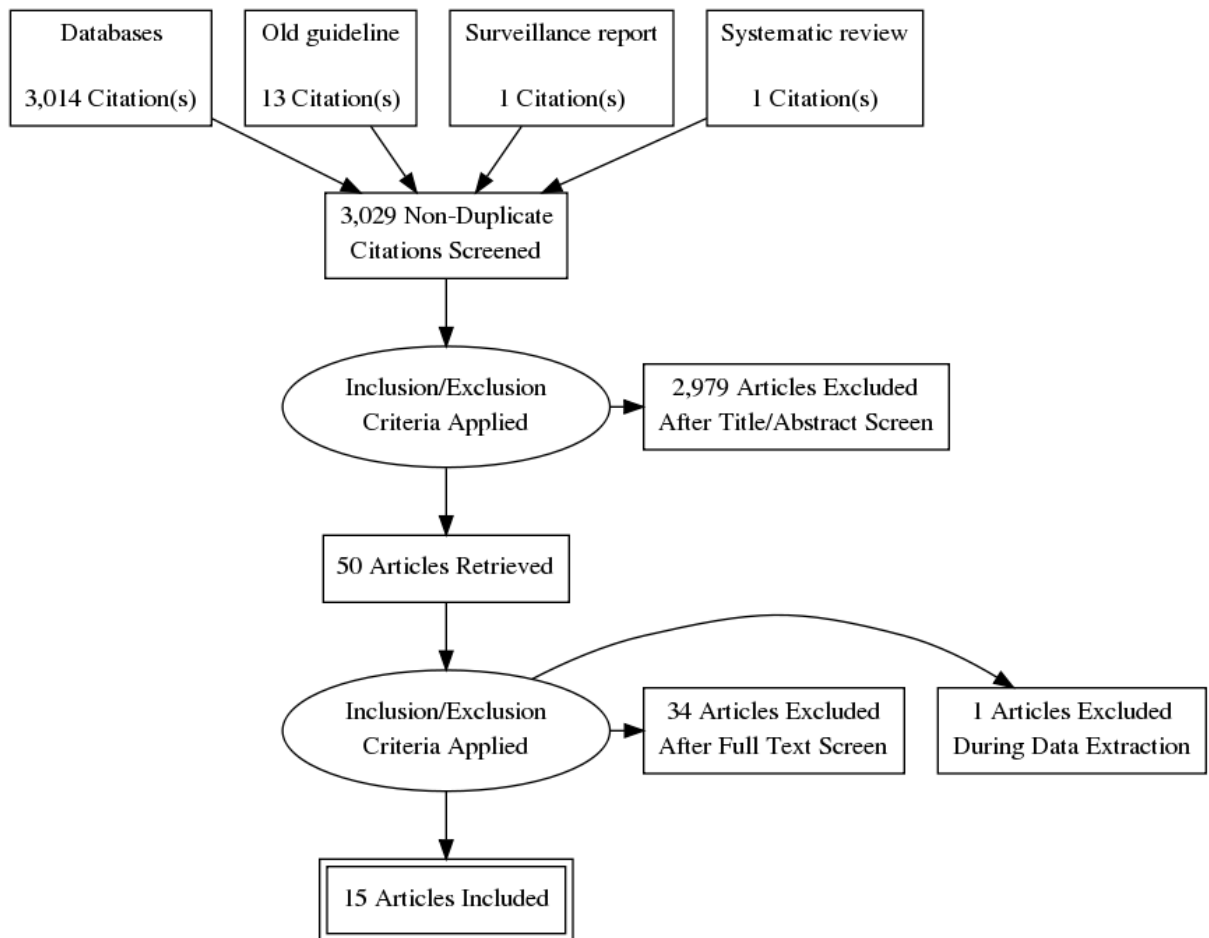 Databases
3,014 Citation(s)
Old guideline
13 Citation(s)
Surveillance report
1 Citation(s)
Systematic review
1 Citation(s)
3,029 Non-Duplicate
Citations Screened
Inclusion/Exclusion
Criteria Applied
2,979 Articles Excluded
After Title/Abstract Screen
50 Articles Retrieved
Inclusion/Exclusion
Criteria Applied
34 Articles Excluded
After Full Text Screen
1 Articles Excluded
During Data Extraction
15 Articles Included